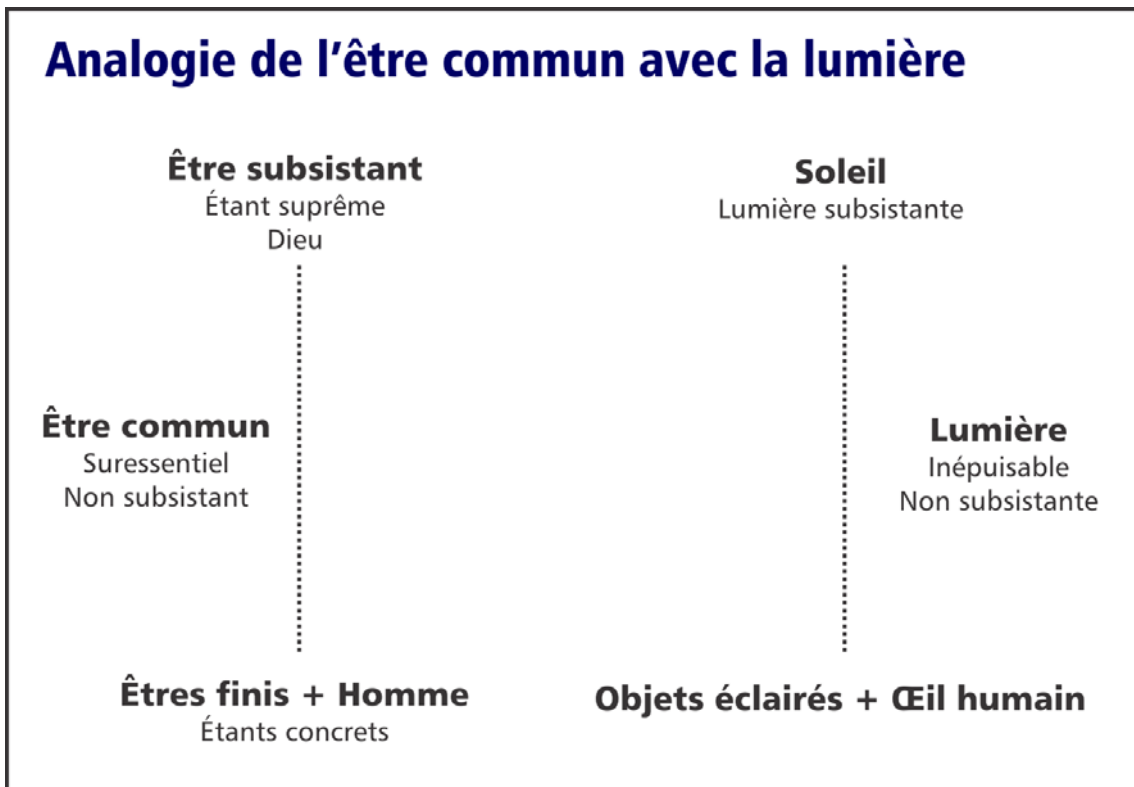 Analogie de l'être commun avec la lumière
Être subsistant
Étant suprême
Dieu
Soleil
Lumière subsistante
Être commun
Suressentiel
Non subsistant
Lumière
Inépuisable
Non subsistante
Êtres finis + Homme
Étants concrets
Objets éclairés + Œil humain